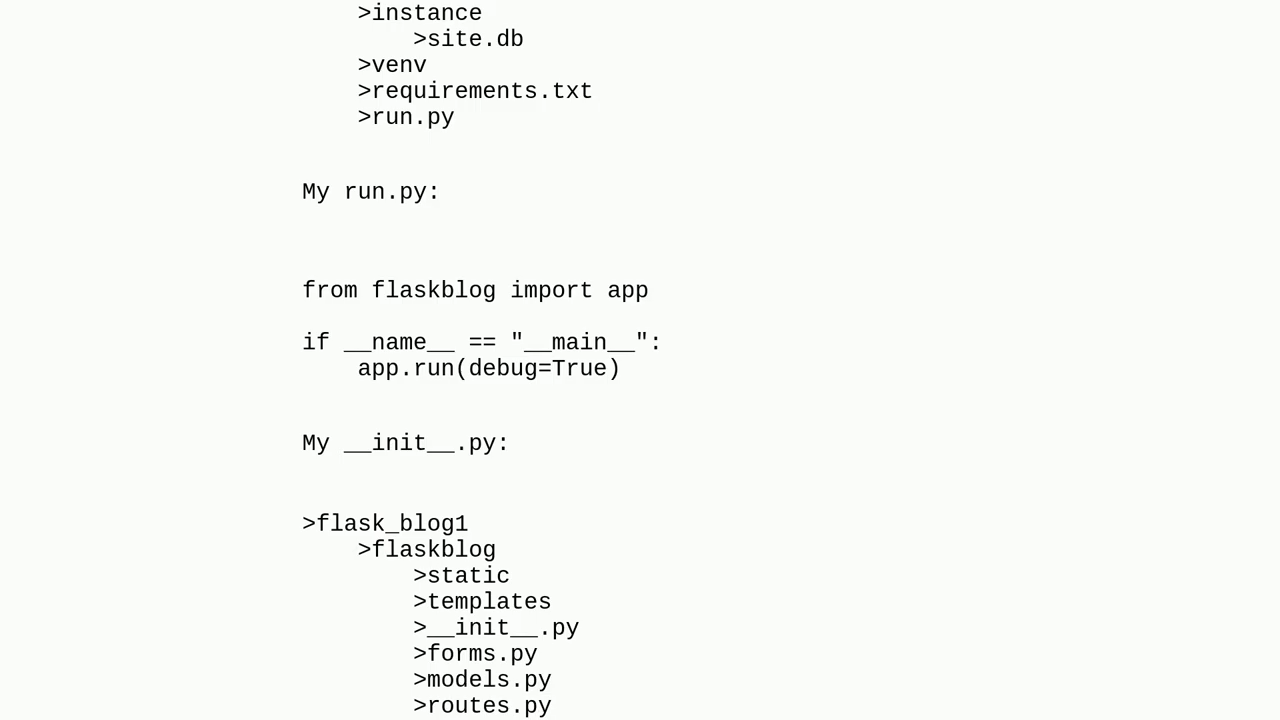 >instance
>site.db
>venv
>requirements.txt
>run.py
My run.py:
from flaskblog import app
if __name__ == "__main__":
app.run(debug=True)
My __init__.py:
>flask_blog1
>flaskblog
>static
>templates
>__init__.py
>forms.py
>models.py
>routes.py